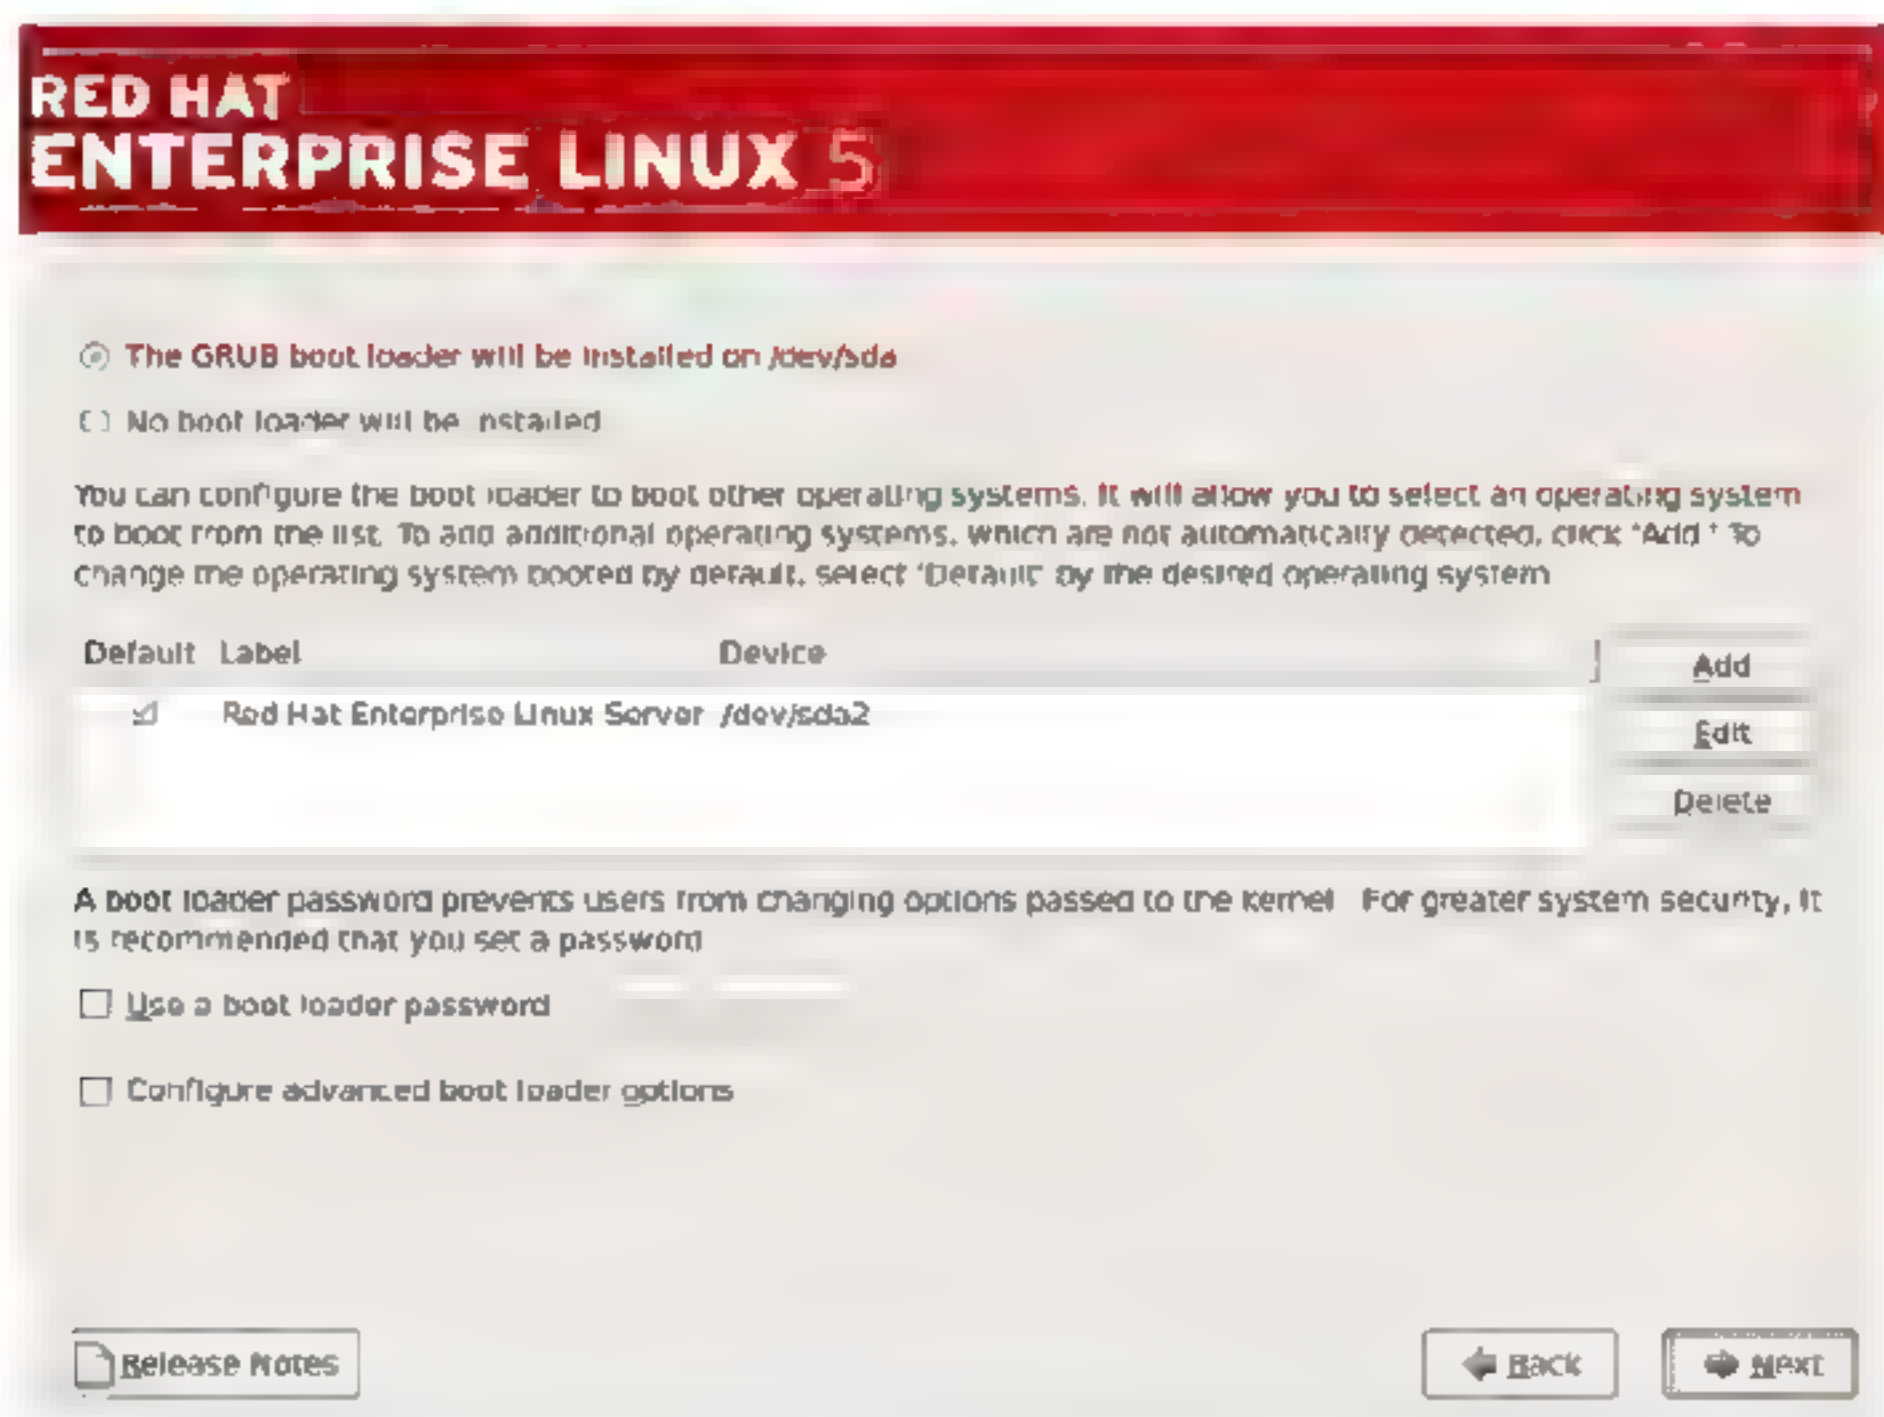 RED HAT
ENTERPRISE LINUX 5
The GRUB boot loader will be installed on /dev/sda
No boot loader will be installed
You can configure the boot loader to boot other operating systems. It will allow you to select an operating system
to boot from the list. To add additional operating systems, which are not automatically detected, click 'Add.' To
change the operating system booted by default, select 'Default' by the desired operating system
Default Label Device
Red Hat Enterprise Linux Server /dev/sda2
Add
Edit
Delete
A boot loader password prevents users from changing options passed to the kernel For greater system security, it
is recommended that you set a password
Use a boot loader password
Configure advanced boot loader options
Release Notes
Back
Next